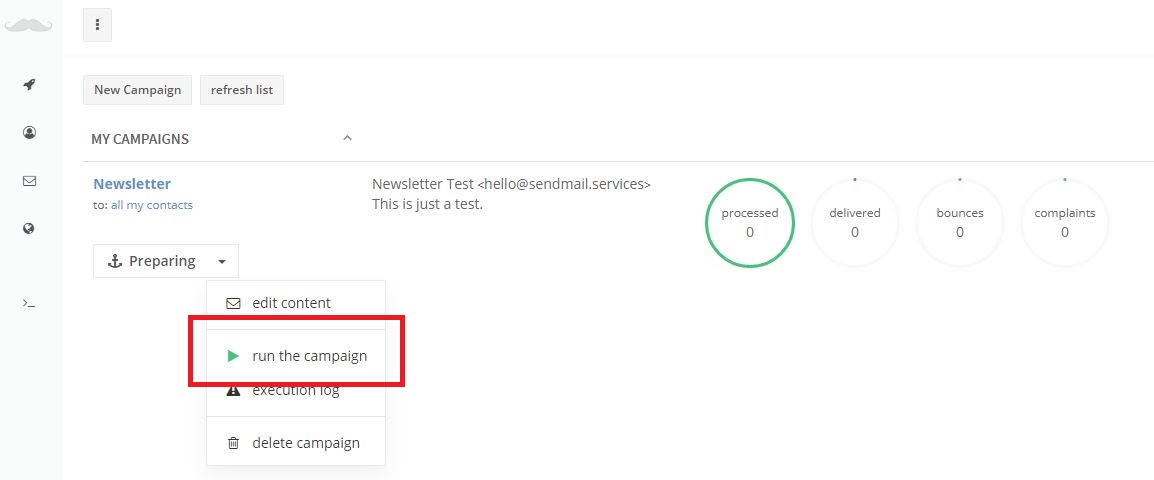 New Campaign refresh list
MY CAMPAIGNS
Newsletter
to: all my contacts
Newsletter Test <hello@sendmail.services>
This is just a test.
processed
0
delivered
0
bounces
0
complaints
0
Preparing
edit content
run the campaign
execution log
delete campaign